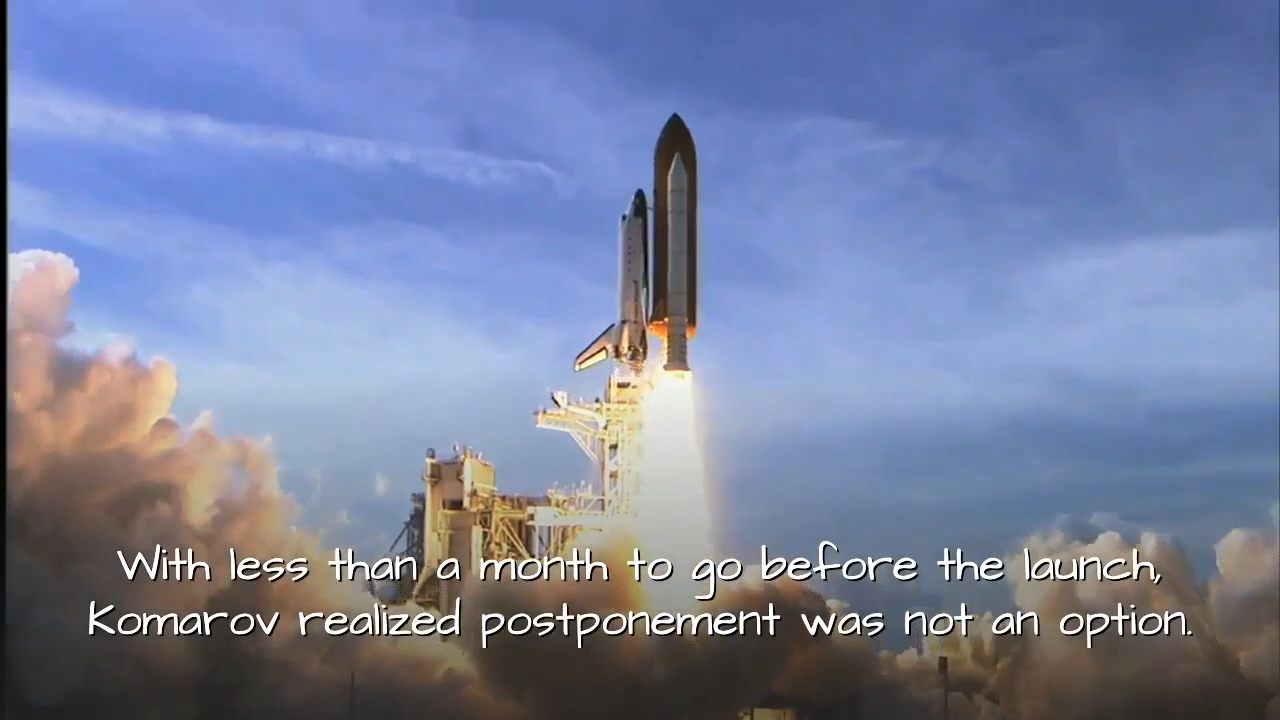 With less than a month to go before the launch,
Komarov realized postponement was not an option.